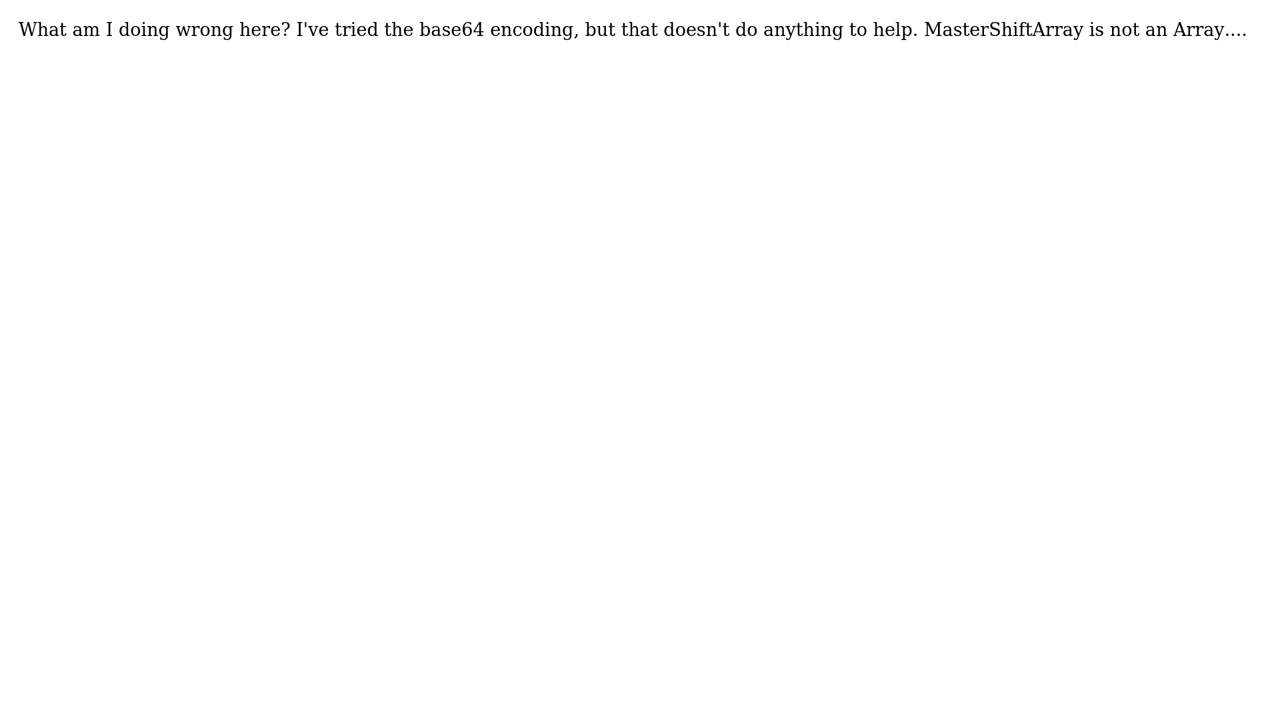 What am I doing wrong here? I've tried the base64 encoding, but that doesn't do anything to help. MasterShiftArray is not an Array....